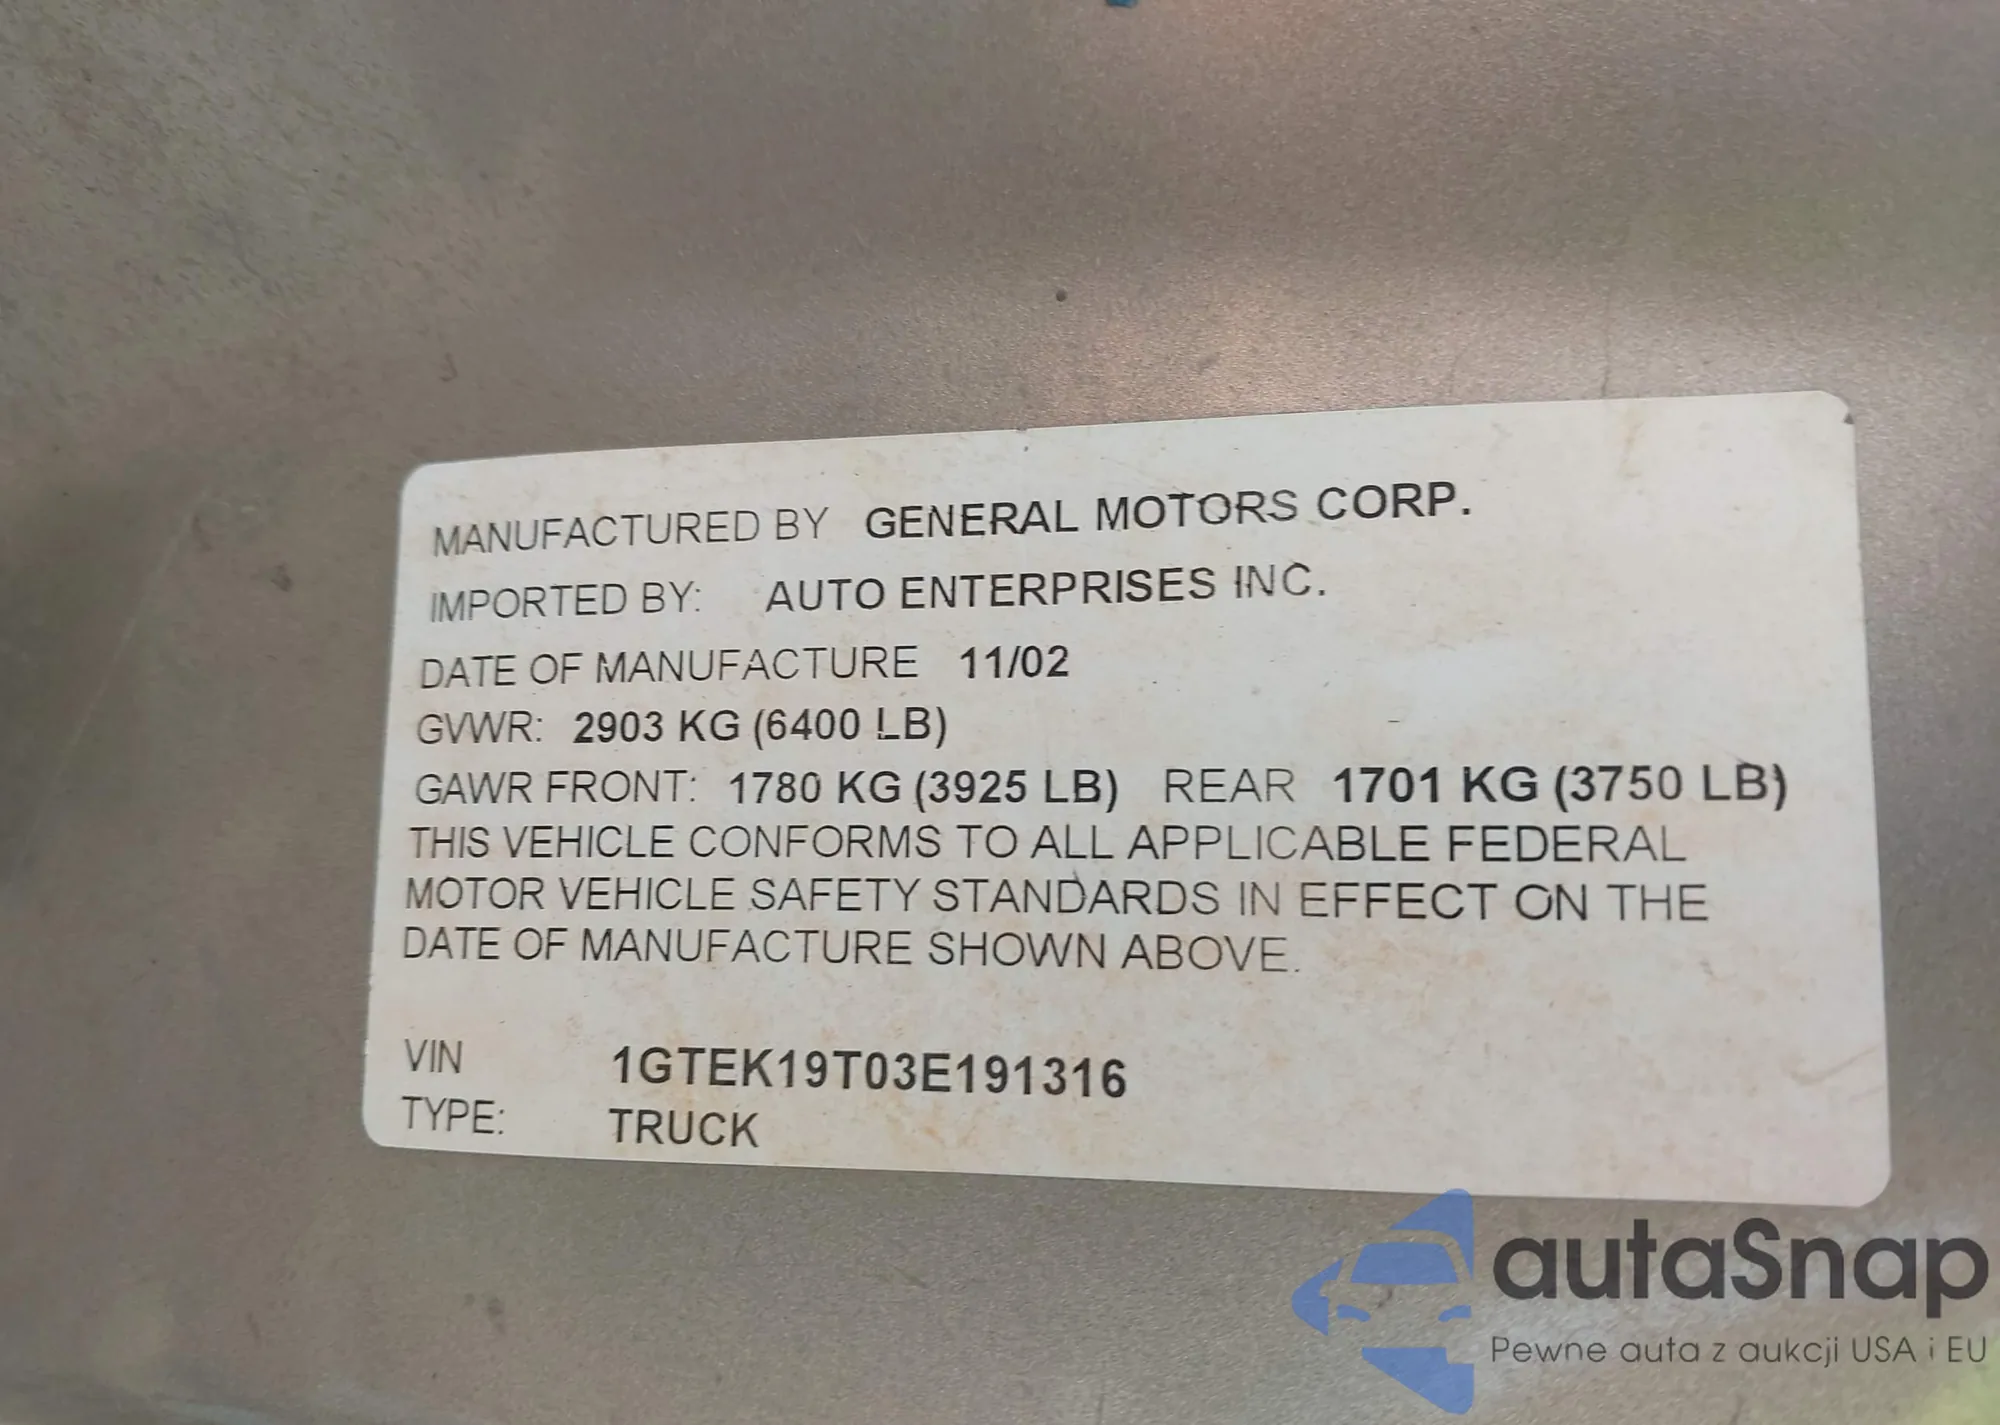 MANUFACTURED BY GENERAL MOTORS CORP.
IMPORTED BY: AUTO ENTERPRISES INC.
DATE OF MANUFACTURE 11/02
GVWR: 2903 KG (6400 LB)
GAWR FRONT: 1780 KG (3925 LB) REAR 1701 KG (3750 LB)
THIS VEHICLE CONFORMS TO ALL APPLICABLE FEDERAL
MOTOR VEHICLE SAFETY STANDARDS IN EFFECT ON THE
DATE OF MANUFACTURE SHOWN ABOVE.
VIN 1GTEK19T03E191316
TYPE: TRUCK
autaSnap
Pewne auta z aukcji USA i EU